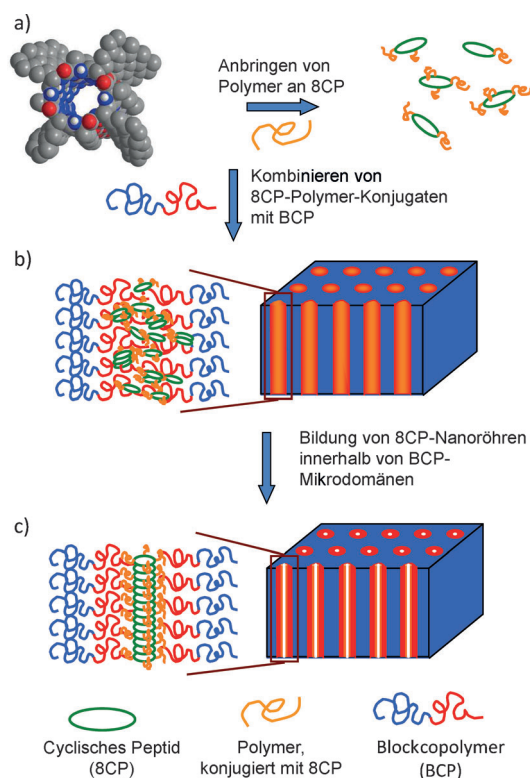 a)
Anbringen von
Polymer an 8CP
Kombinieren von
8CP-Polymer-Konjugaten
mit BCP
b)
Bildung von 8CP-Nanoröhren
innerhalb von BCP-
Mikrodomänen
c)
Cyclisches Peptid
(8CP)
Polymer,
konjugiert mit 8CP
Blockcopolymer
(BCP)